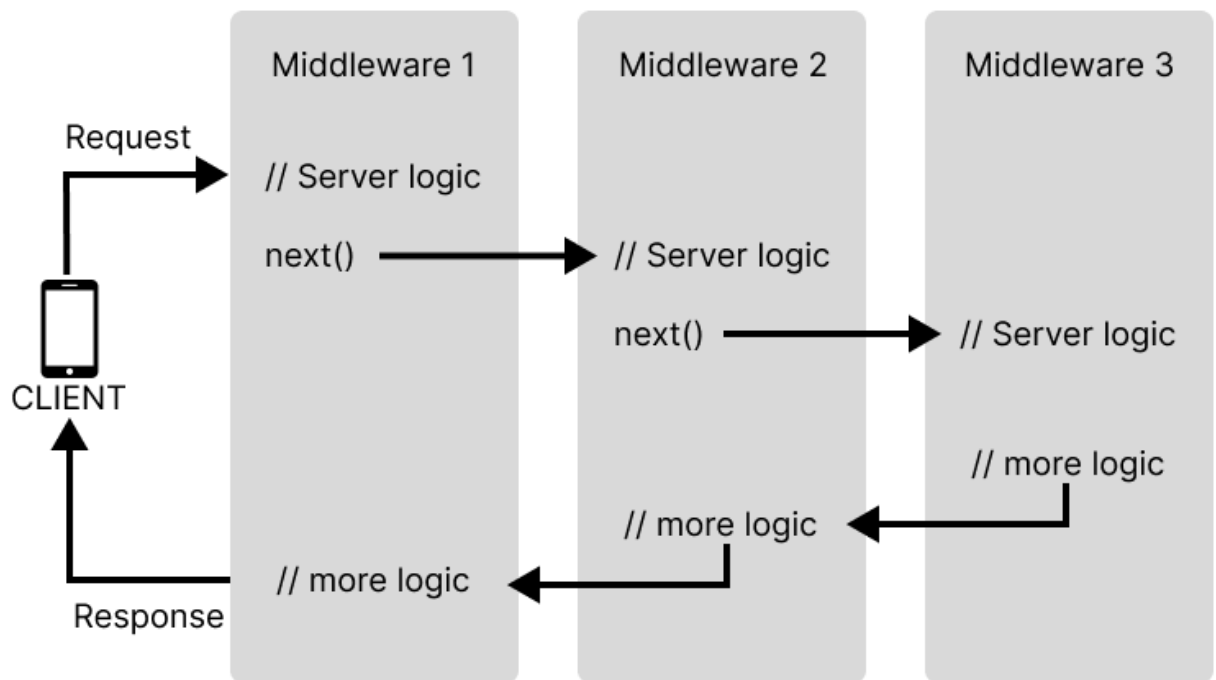 Middleware 1
Middleware 2
Middleware 3
Request
// Server logic
next()
// Server logic
next()
// Server logic
CLIENT
// more logic
// more logic
// more logic
Response